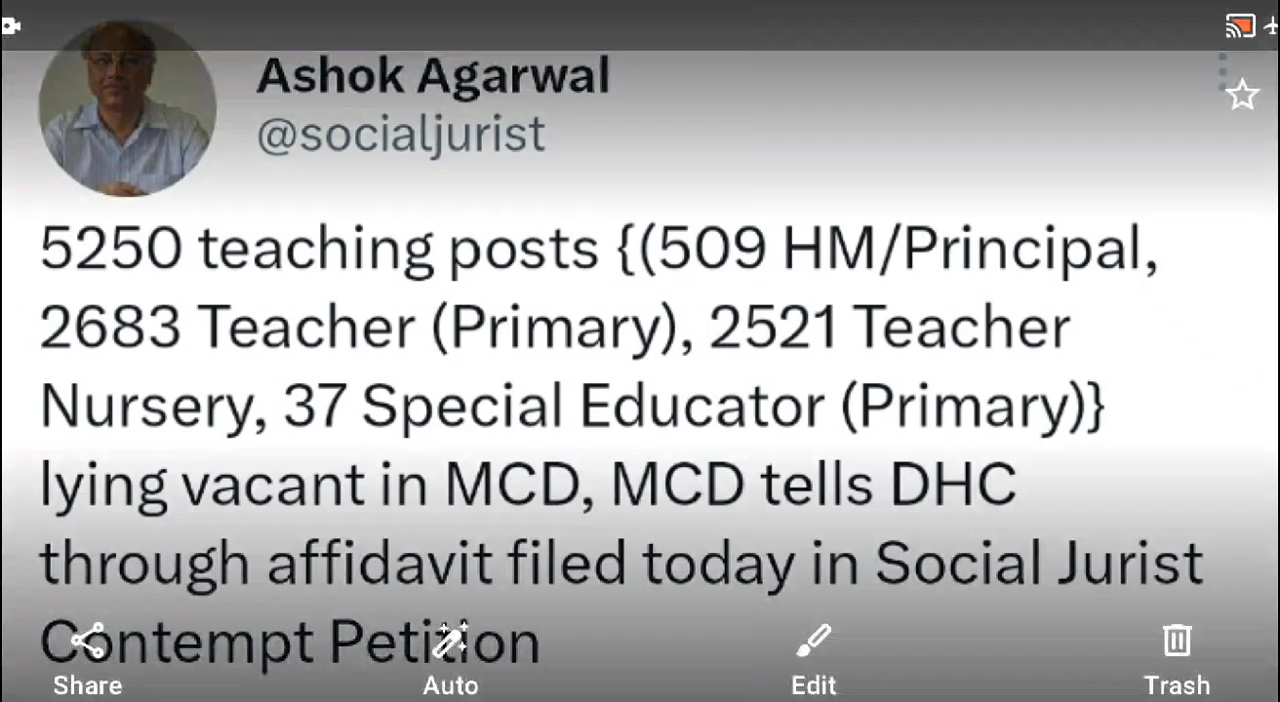 Ashok Agarwal
@socialjurist
5250 teaching posts {(509 HM/Principal,
2683 Teacher (Primary), 2521 Teacher
Nursery, 37 Special Educator (Primary)}
lying vacant in MCD, MCD tells DHC
through affidavit filed today in Social Jurist
Contempt Petition
Share Auto Edit Trash